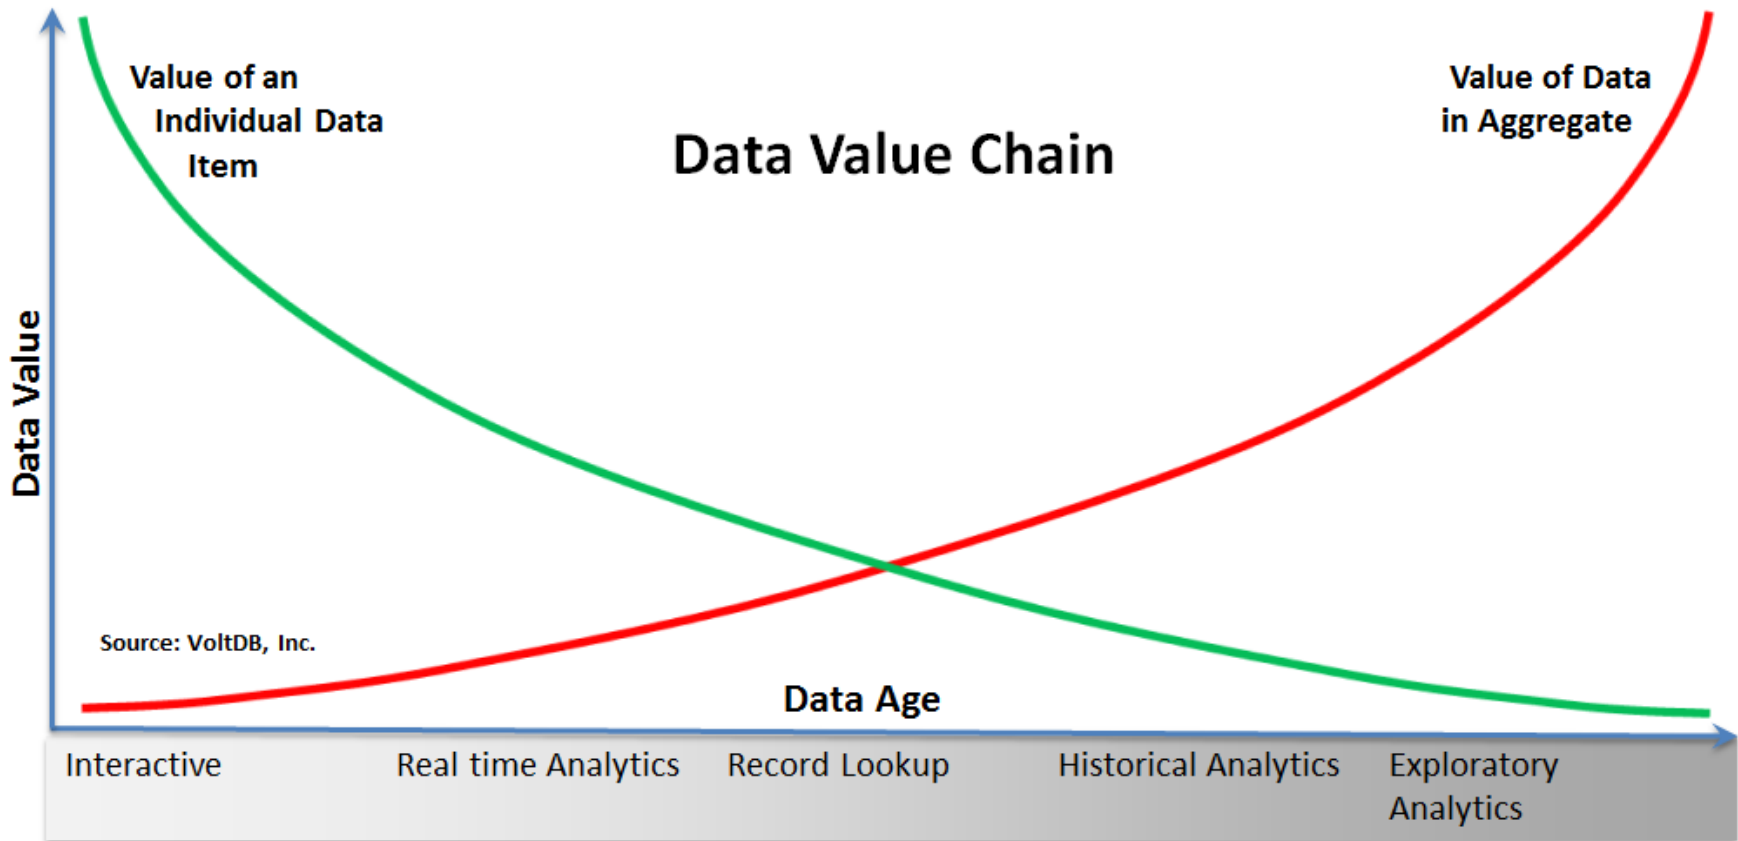 Value of an
Individual Data
Item
Value of Data
in Aggregate
Data Value Chain
Data Value
Source: VoltDB, Inc.
Data Age
Interactive
Real time Analytics
Record Lookup
Historical Analytics
Exploratory
Analytics